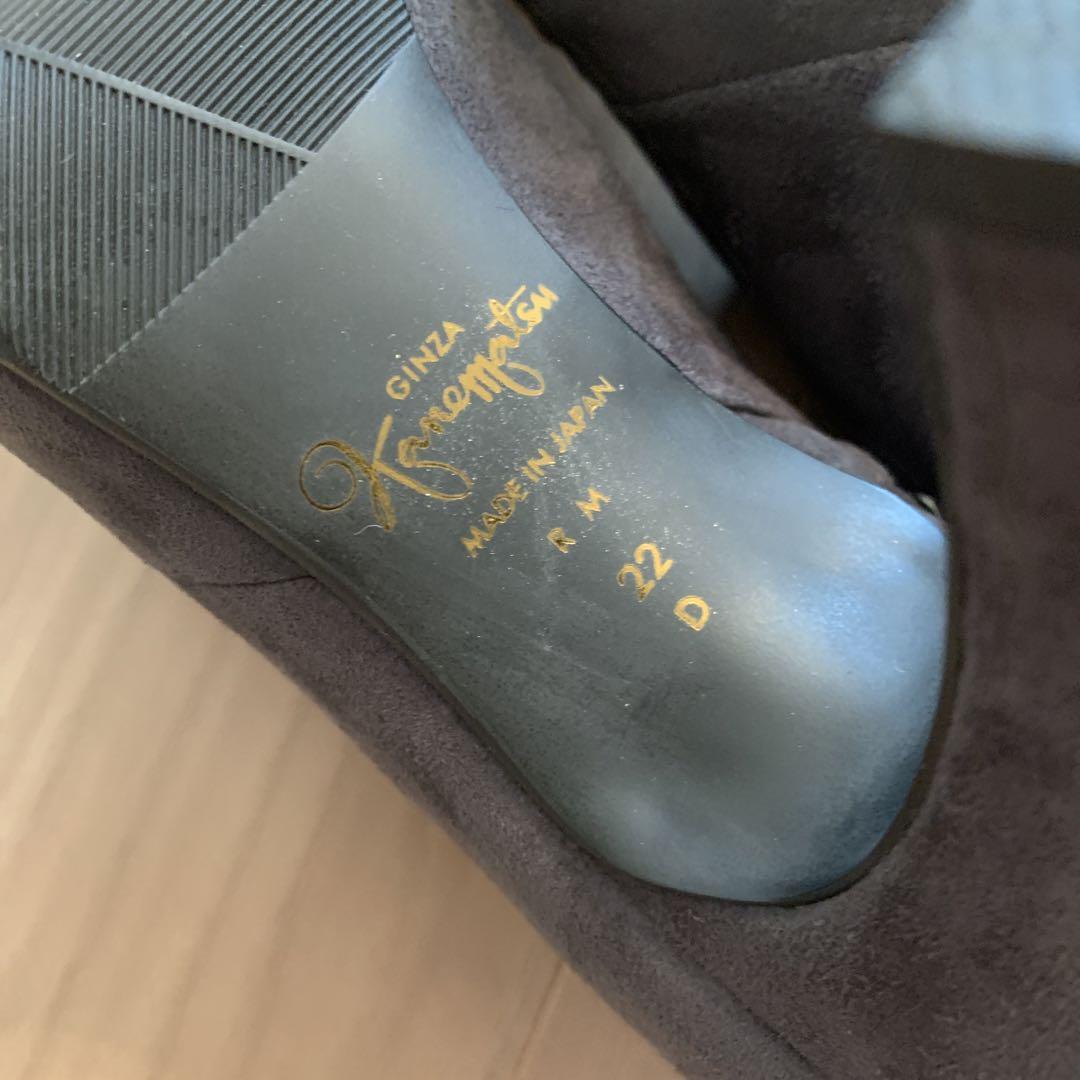 GINZA
Kanematsu
MADE IN JAPAN
R M
22
D